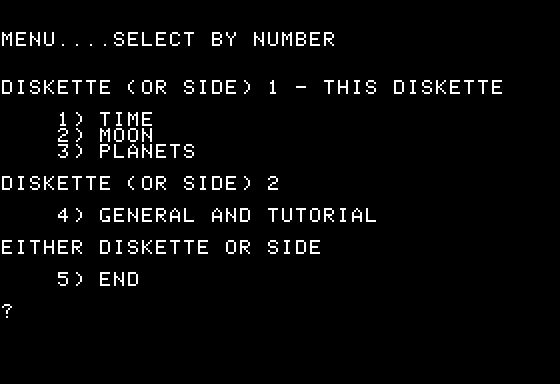 MENU....SELECT BY NUMBER
DISKETTE (OR SIDE) 1 - THIS DISKETTE
1) TIME
2) MOON
3) PLANETS
DISKETTE (OR SIDE) 2
4) GENERAL AND TUTORIAL
EITHER DISKETTE OR SIDE
5) END
?